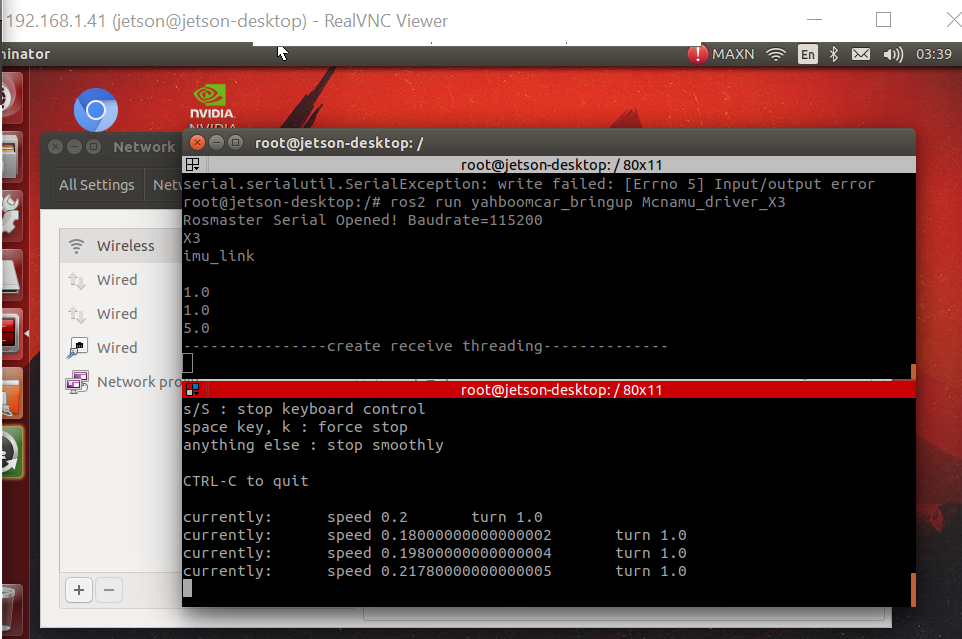 192.168.1.41 (jetson@jetson-desktop) - RealVNC Viewer
minator
MAXN
En
03:39
NVIDIA.
NVIDIA
Network
root@jetson-desktop: /
root@jetson-desktop: / 80x11
All Settings
serial.serialutil.SerialException: write failed: [Errno 5] Input/output error
root@jetson-desktop:/# ros2 run yahboomcar_bringup Mcnamu_driver_X3
Rosmaster Serial Opened! Baudrate=115200
X3
imu_link
1.0
1.0
5.0
----------------create receive threading--------------
Wireless
Wired
Wired
Wired
Network
root@jetson-desktop: / 80x11
s/S : stop keyboard control
space key, k : force stop
anything else : stop smoothly
CTRL-C to quit
currently: speed 0.2 turn 1.0
currently: speed 0.18000000000000002 turn 1.0
currently: speed 0.19800000000000004 turn 1.0
currently: speed 0.21780000000000005 turn 1.0